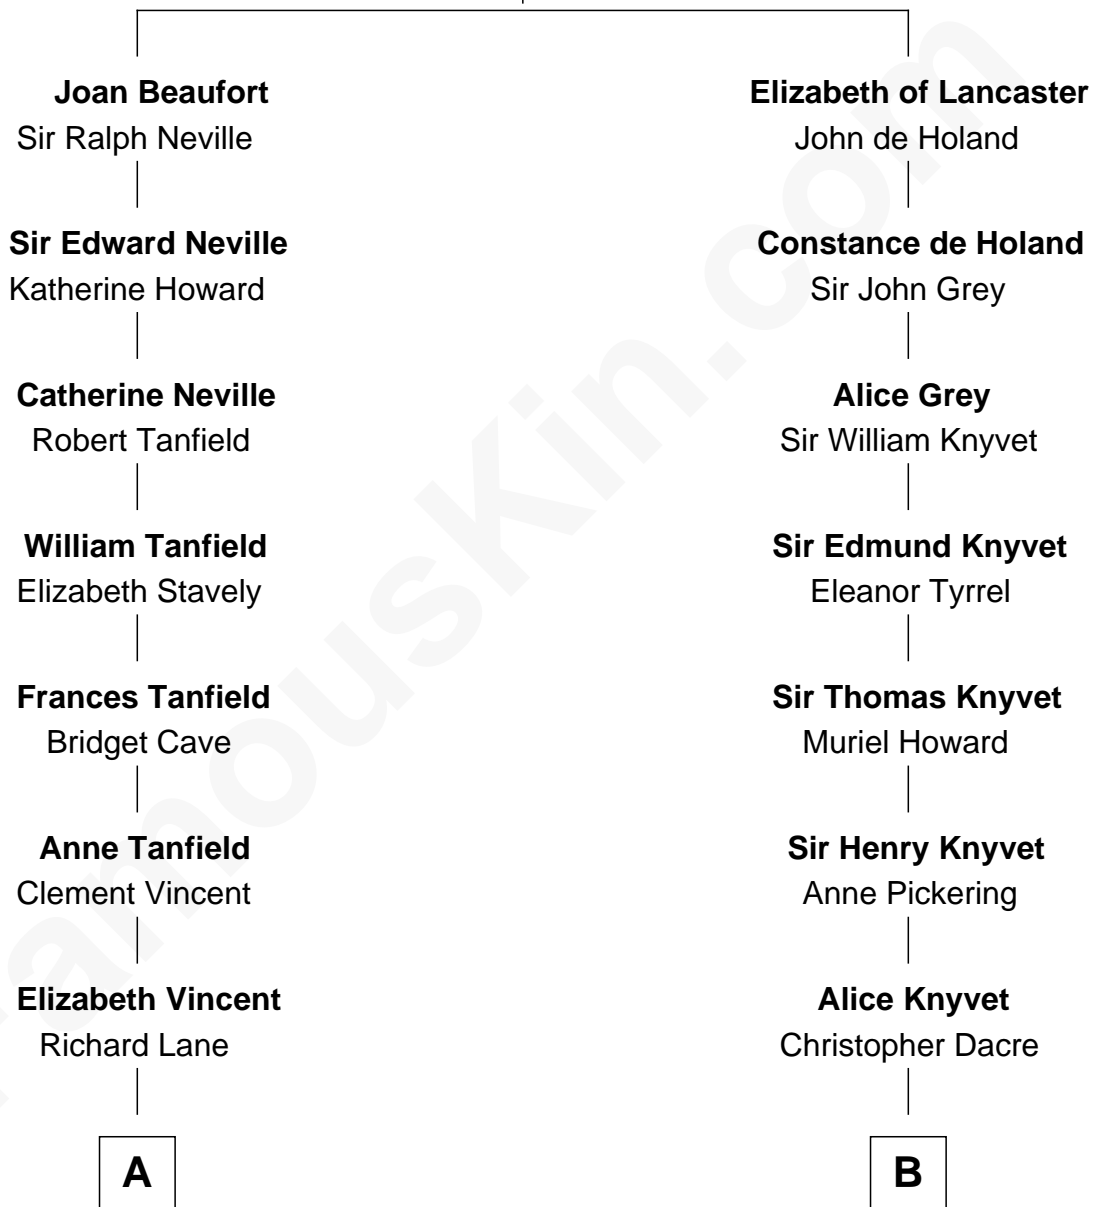 Joan Beaufort
Sir Ralph Neville
Sir Edward Neville
Katherine Howard
Catherine Neville
Robert Tanfield
William Tanfield
Elizabeth Stavely
Frances Tanfield
Bridget Cave
Anne Tanfield
Clement Vincent
Elizabeth Vincent
Richard Lane
A
Elizabeth of Lancaster
John de Holand
Constance de Holand
Sir John Grey
Alice Grey
Sir William Knyvet
Sir Edmund Knyvet
Eleanor Tyrrel
Sir Thomas Knyvet
Muriel Howard
Sir Henry Knyvet
Anne Pickering
Alice Knyvet
Christopher Dacre
B
FamousKin.com